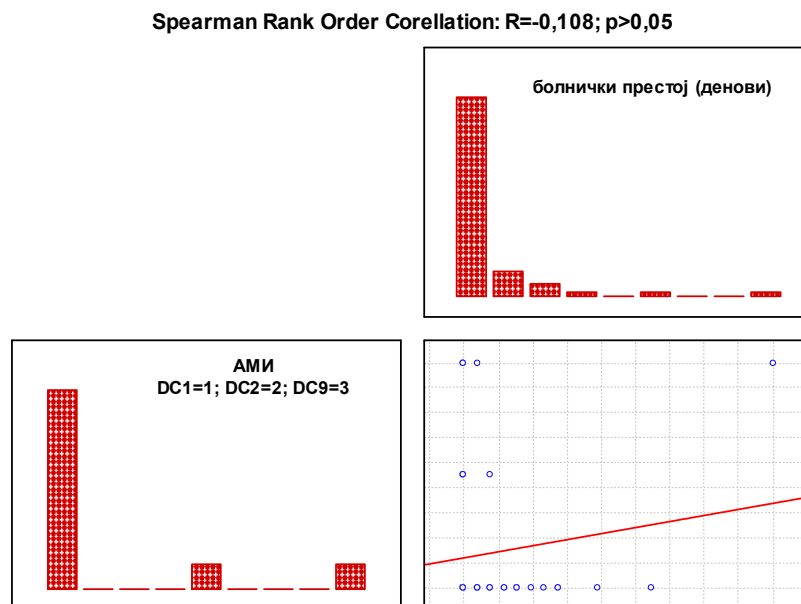 Spearman Rank Order Corellation: R=-0,108; p>0,05
болнички престој (денови)
АМИ
DC1=1; DC2=2; DC9=3